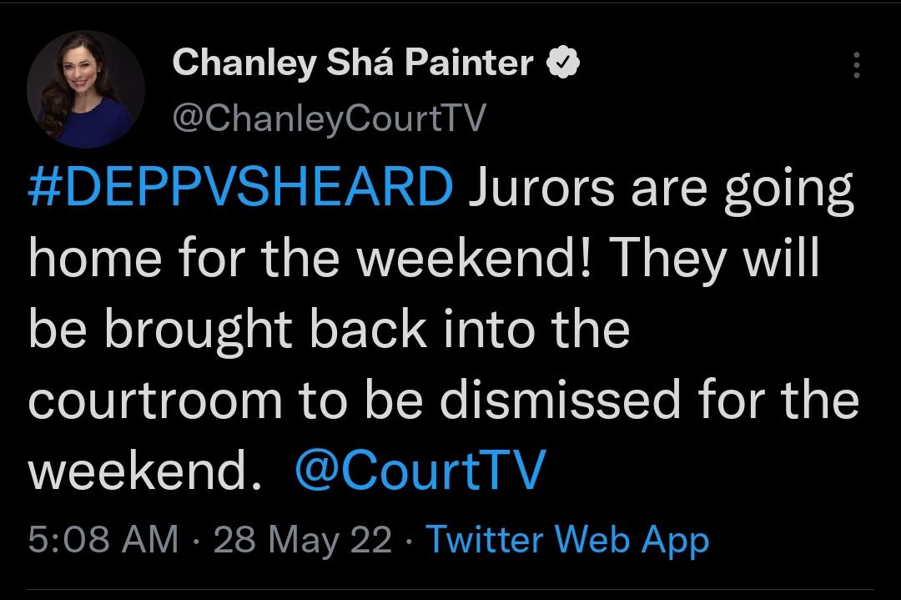 Chanley Shá Painter
@ChanleyCourtTV
#DEPPVSHEARD Jurors are going
home for the weekend! They will
be brought back into the
courtroom to be dismissed for the
weekend. @CourtTV
5:08 AM · 28 May 22 · Twitter Web App